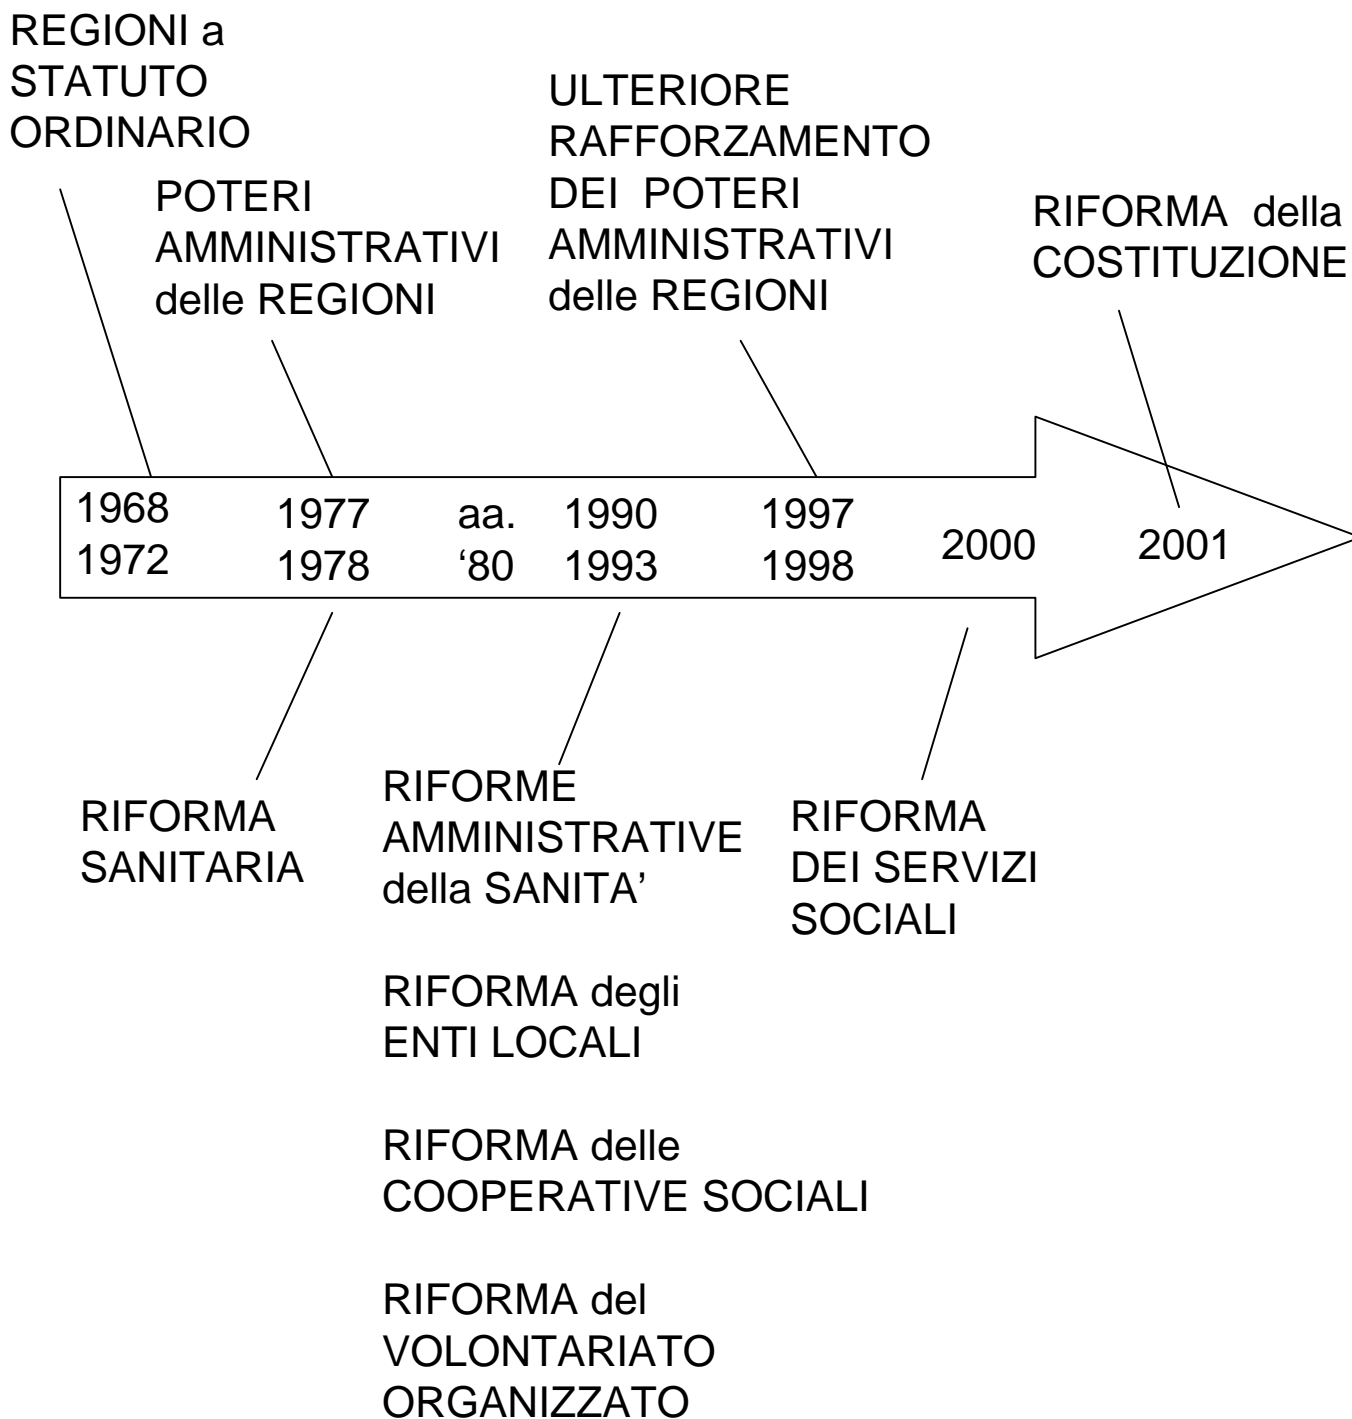 REGIONI a
STATUTO
ORDINARIO
POTERI
AMMINISTRATIVI
delle REGIONI
ULTERIORE
RAFFORZAMENTO
DEI POTERI
AMMINISTRATIVI
delle REGIONI
RIFORMA della
COSTITUZIONE
1968
1972
1977
1978
aa.
‘80
1990
1993
1997
1998
2000
2001
RIFORMA
SANITARIA
RIFORME
AMMINISTRATIVE
della SANITA’
RIFORMA degli
ENTI LOCALI
RIFORMA delle
COOPERATIVE SOCIALI
RIFORMA del
VOLONTARIATO
ORGANIZZATO
RIFORMA
DEI SERVIZI
SOCIALI